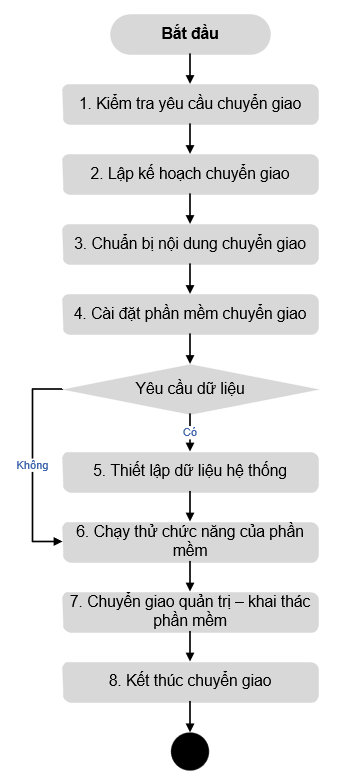 Bắt đầu
1. Kiểm tra yêu cầu chuyển giao
2. Lập kế hoạch chuyển giao
3. Chuẩn bị nội dung chuyển giao
4. Cài đặt phần mềm chuyển giao
Yêu cầu dữ liệu
Có
Không
5. Thiết lập dữ liệu hệ thống
6. Chạy thử chức năng của phần
mềm
7. Chuyển giao quản trị – khai thác
phần mềm
8. Kết thúc chuyển giao